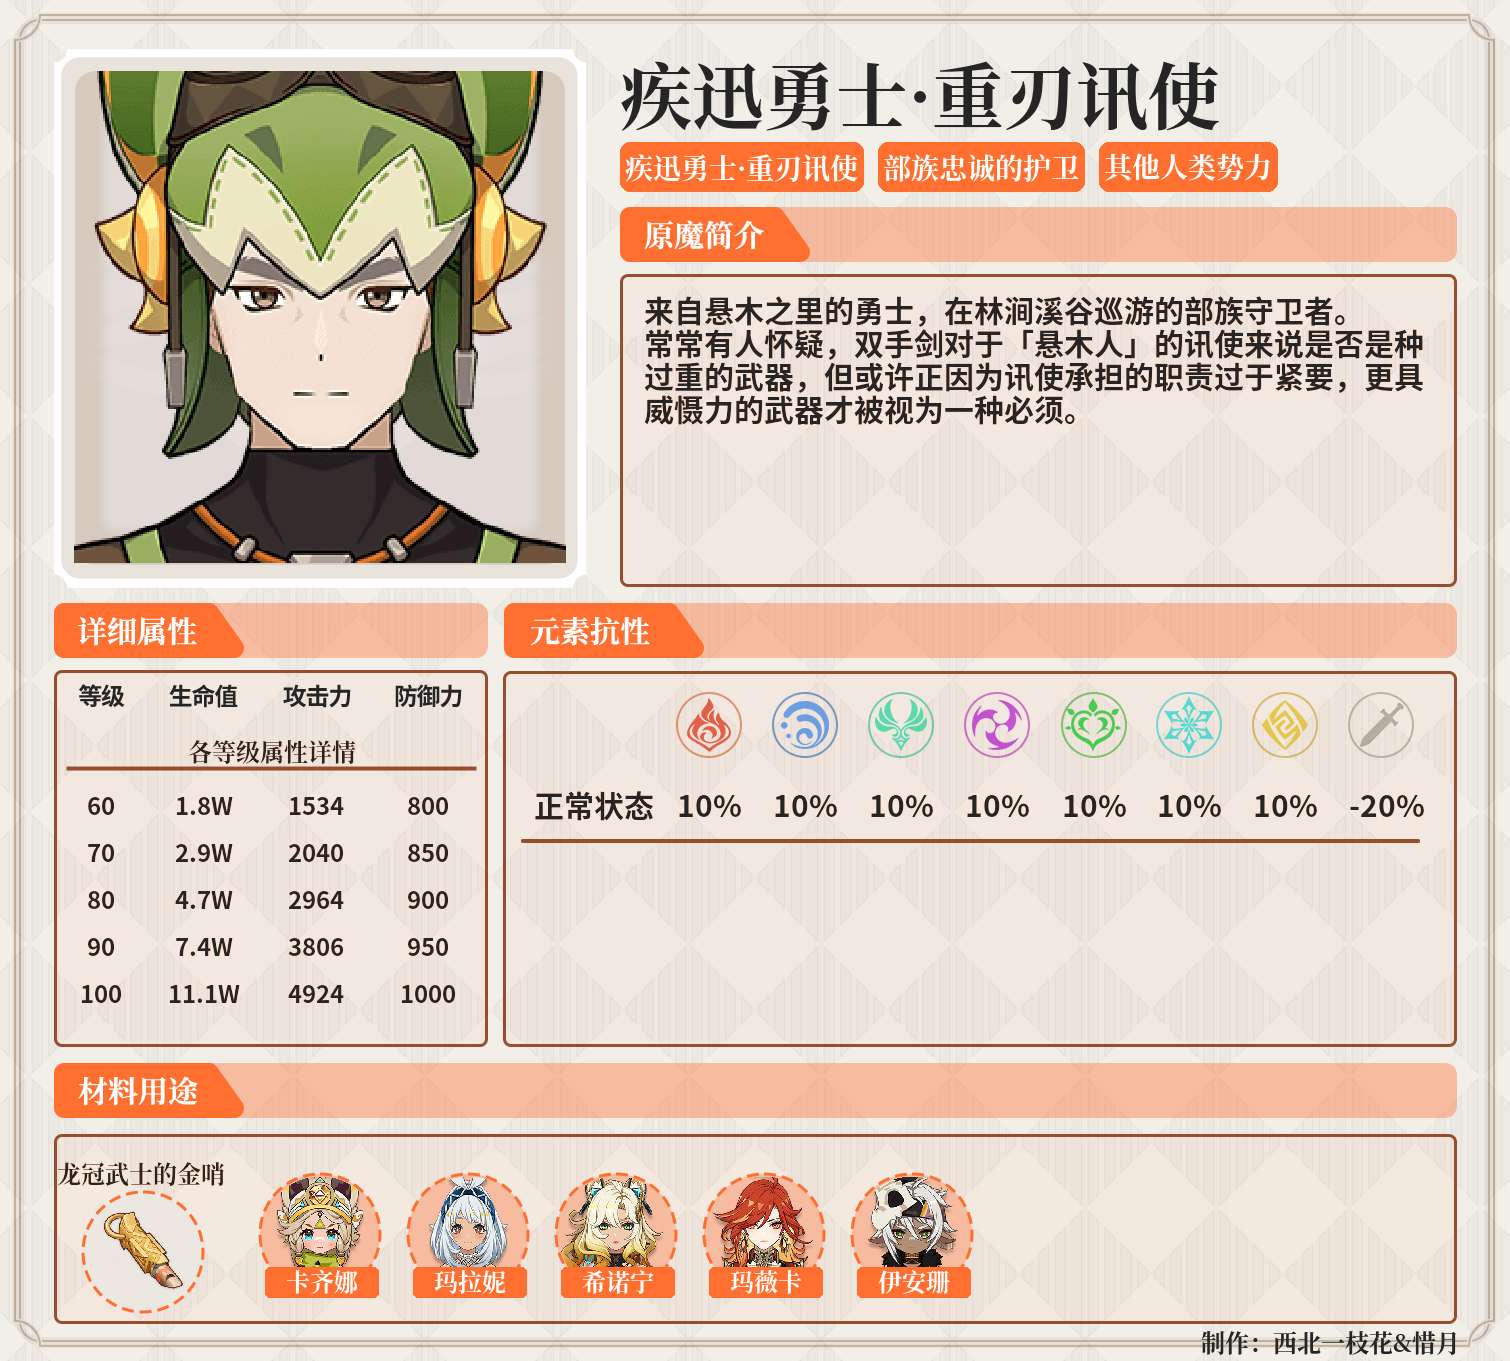 疾迅勇士·重刃讯使
疾迅勇士·重刃讯使 部族忠诚的护卫 其他人类势力
原魔简介
来自悬木之里的勇士，在林涧溪谷巡游的部族守卫者。
常常有人怀疑，双手剑对于「悬木人」的讯使来说是否是种
过重的武器，但或许正因为讯使承担的职责过于紧要，更具
威慑力的武器才被视为一种必须。
详细属性
等级 生命值 攻击力 防御力
各等级属性详情
60 1.8W 1534 800
70 2.9W 2040 850
80 4.7W 2964 900
90 7.4W 3806 950
100 11.1W 4924 1000
元素抗性
正常状态 10% 10% 10% 10% 10% 10% 10% -20%
材料用途
龙冠武士的金哨
卡齐娜 玛拉妮 希诺宁 玛薇卡 伊安珊
制作：西北一枝花&惜月